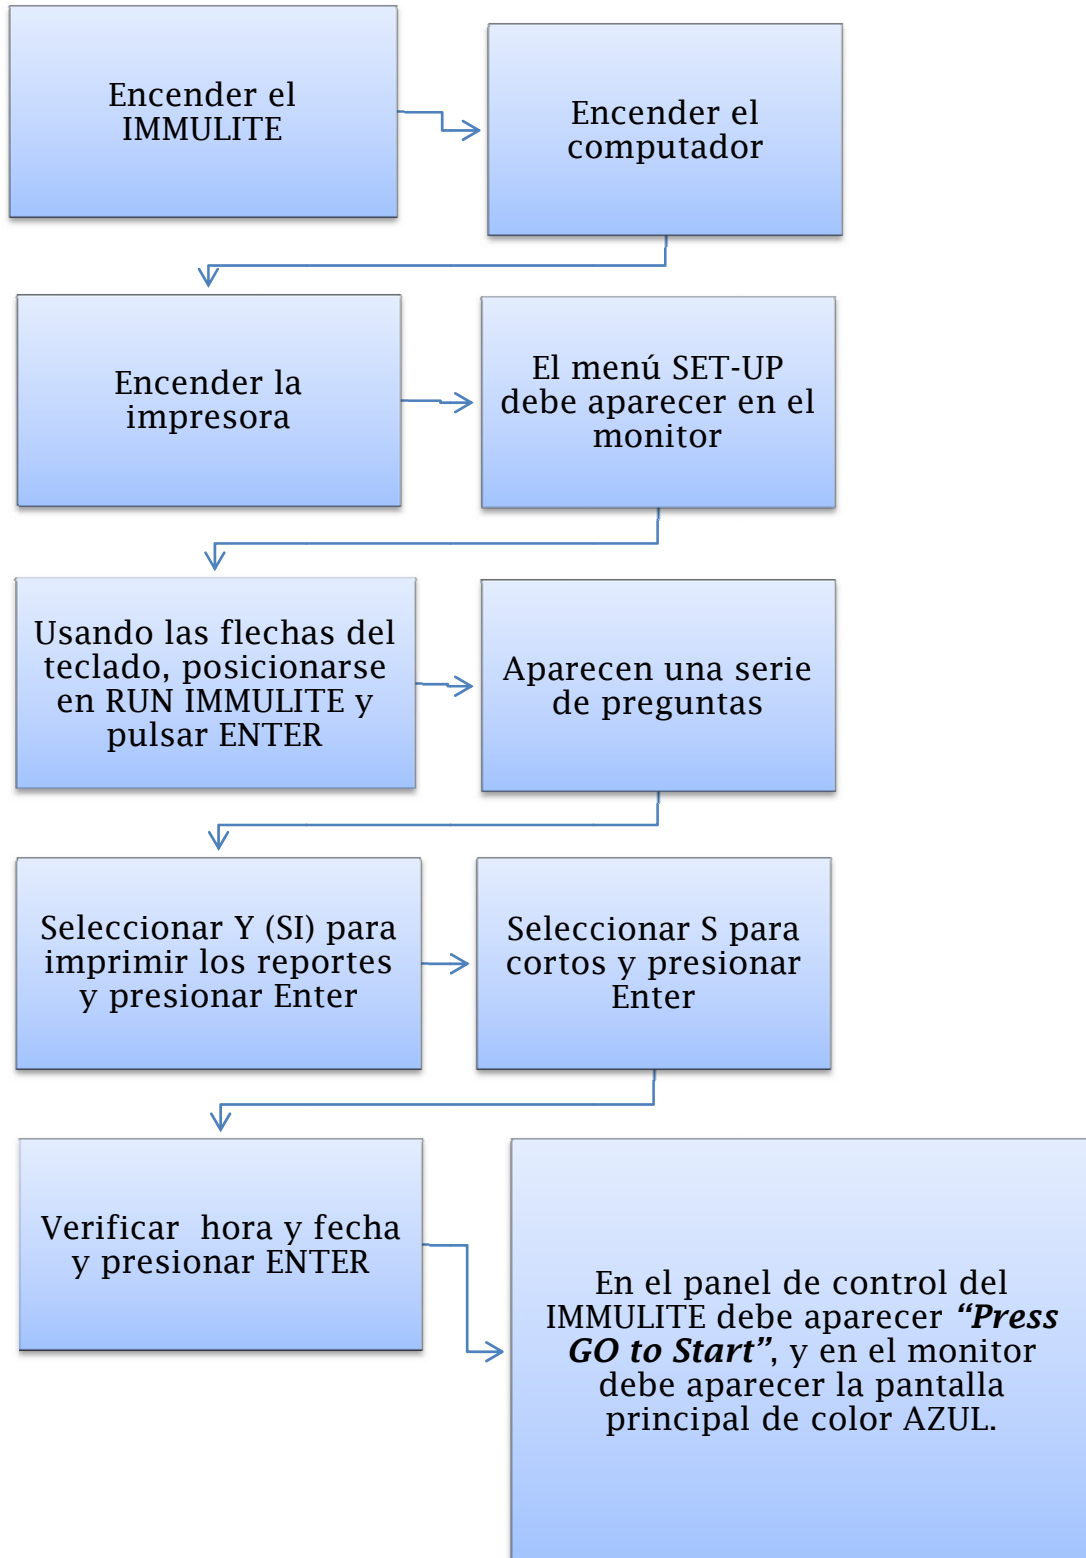 Encender el
IMMULITE
Encender el
computador
Encender la
impresora
El menú SET-UP
debe aparecer en el
monitor
Usando las flechas del
teclado, posicionarse
en RUN IMMULITE y
pulsar ENTER
Aparecen una serie
de preguntas
Seleccionar Y (SI) para
imprimir los reportes
y presionar Enter
Seleccionar S para
cortos y presionar
Enter
Verificar  hora y fecha
y presionar ENTER
En el panel de control del
IMMULITE debe aparecer “Press
GO to Start”, y en el monitor
debe aparecer la pantalla
principal de color AZUL.